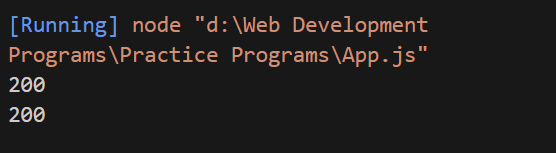 [Running] node "d:\Web Development
Programs\Practice Programs\App.js"
200
200